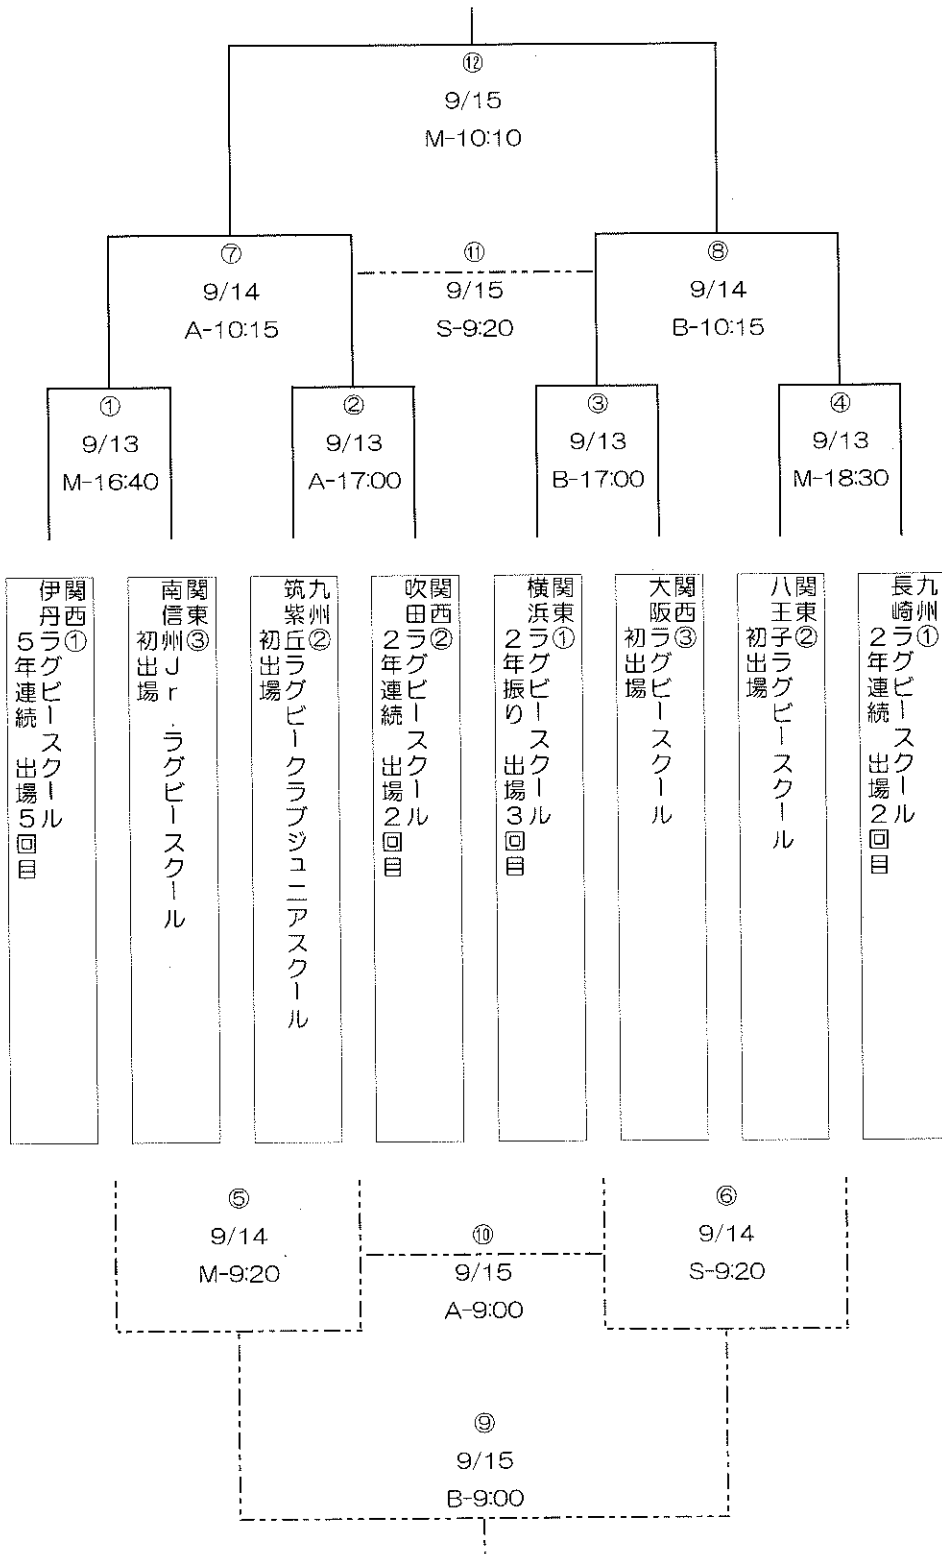 ⑫
9/15
M-10:10
⑦
9/14
A-10:15
⑪
9/15
S-9:20
⑧
9/14
B-10:15
①
9/13
M-16:40
②
9/13
A-17:00
③
9/13
B-17:00
④
9/13
M-18:30
関西①
伊丹ラグビースクール
5年連続 出場5回目
関東③
南信州Jr.ラグビースクール
初出場
九州②
筑紫丘ラグビークラブジュニアスクール
初出場
関西②
吹田ラグビースクール
2年連続 出場2回目
関東①
横浜ラグビースクール
2年振り 出場3回目
関西③
大阪ラグビースクール
初出場
関東②
八王子ラグビースクール
初出場
九州①
長崎ラグビースクール
2年連続 出場2回目
⑤
9/14
M-9:20
⑩
9/15
A-9:00
⑥
9/14
S-9:20
⑨
9/15
B-9:00